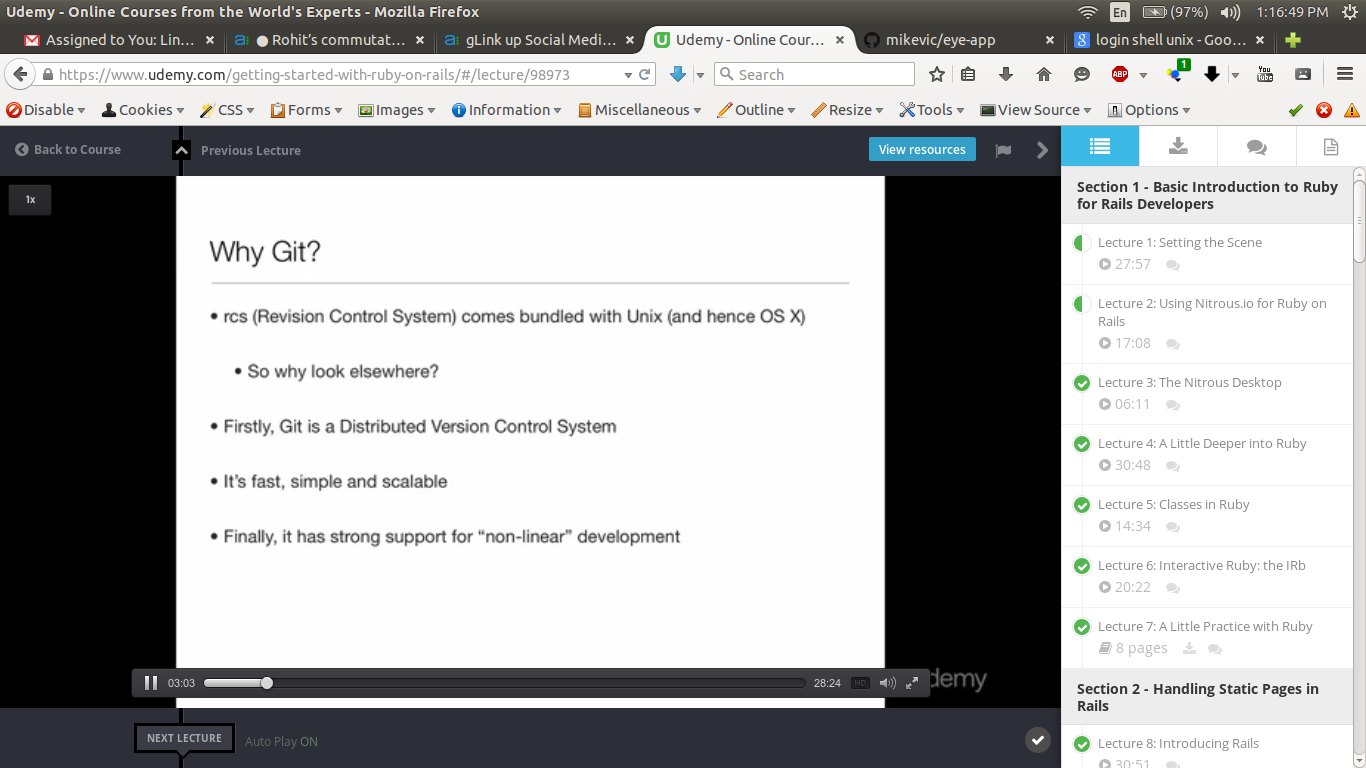 Udemy - Online Courses from the World's Experts - Mozilla Firefox
En
(97%)
1:16:49 PM
Assigned to You: Lin…
a: ● Rohit’s commutat…
a: gLink up Social Medi…
Udemy - Online Cour…
mikevic/eye-app
login shell unix - Goo…
https://www.udemy.com/getting-started-with-ruby-on-rails/#/lecture/98973
Search
ABP
1
You Tube
Disable
Cookies
CSS
Forms
Images
Information
Miscellaneous
Outline
Resize
Tools
View Source
Options
Back to Course
Previous Lecture
View resources
1x
Why Git?
• rcs (Revision Control System) comes bundled with Unix (and hence OS X)
• So why look elsewhere?
• Firstly, Git is a Distributed Version Control System
• It’s fast, simple and scalable
• Finally, it has strong support for “non-linear” development
03:03
28:24
HD
demy
NEXT LECTURE
Auto Play ON
Section 1 - Basic Introduction to Ruby
for Rails Developers
Lecture 1: Setting the Scene
27:57
Lecture 2: Using Nitrous.io for Ruby on
Rails
17:08
Lecture 3: The Nitrous Desktop
06:11
Lecture 4: A Little Deeper into Ruby
30:48
Lecture 5: Classes in Ruby
14:34
Lecture 6: Interactive Ruby: the IRb
20:22
Lecture 7: A Little Practice with Ruby
8 pages
Section 2 - Handling Static Pages in
Rails
Lecture 8: Introducing Rails
30:51